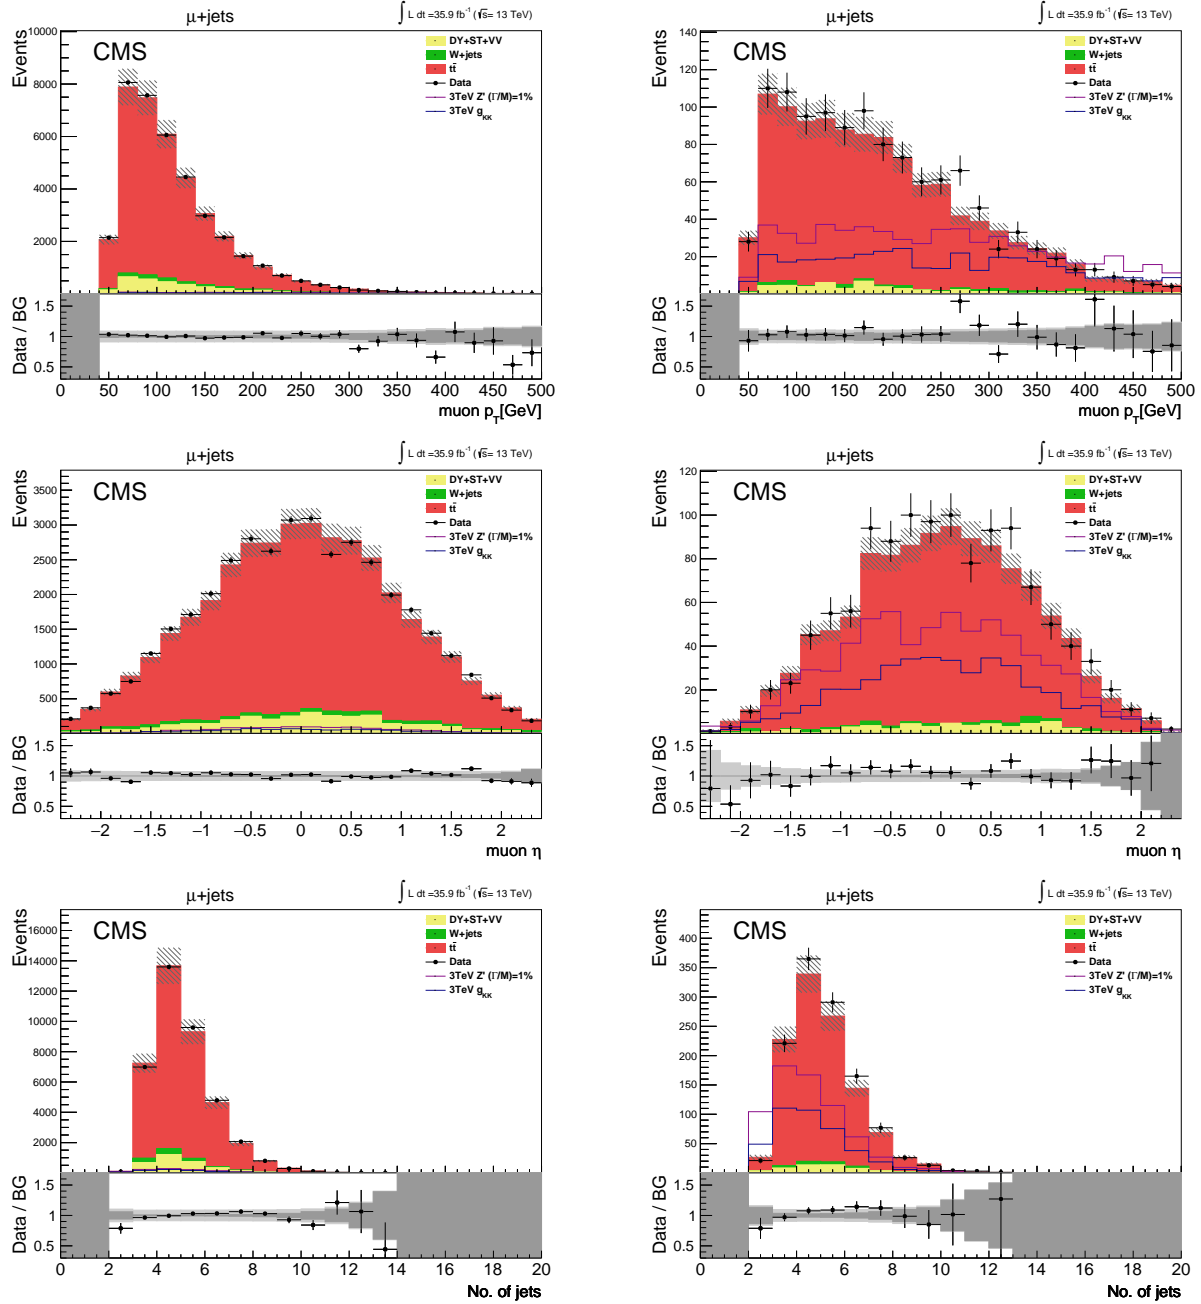 μ+jets
∫ L dt =35.9 fb⁻¹ (√s= 13 TeV)
Events
10000
8000
6000
4000
2000
CMS
DY+ST+VV
W+jets
tt̄
Data
3TeV Z' (Γ/M)=1%
3TeV g_KK
Data / BG
1.5
1
0.5
0 50 100 150 200 250 300 350 400 450 500
muon p_T[GeV]
μ+jets
∫ L dt =35.9 fb⁻¹ (√s= 13 TeV)
Events
140
120
100
80
60
40
20
CMS
DY+ST+VV
W+jets
tt̄
Data
3TeV Z' (Γ/M)=1%
3TeV g_KK
Data / BG
1.5
1
0.5
0 50 100 150 200 250 300 350 400 450 500
muon p_T[GeV]
μ+jets
∫ L dt =35.9 fb⁻¹ (√s= 13 TeV)
Events
3500
3000
2500
2000
1500
1000
500
CMS
DY+ST+VV
W+jets
tt̄
Data
3TeV Z' (Γ/M)=1%
3TeV g_KK
Data / BG
1.5
1
0.5
−2 −1.5 −1 −0.5 0 0.5 1 1.5 2
muon η
μ+jets
∫ L dt =35.9 fb⁻¹ (√s= 13 TeV)
Events
120
100
80
60
40
20
CMS
DY+ST+VV
W+jets
tt̄
Data
3TeV Z' (Γ/M)=1%
3TeV g_KK
Data / BG
1.5
1
0.5
−2 −1.5 −1 −0.5 0 0.5 1 1.5 2
muon η
μ+jets
∫ L dt =35.9 fb⁻¹ (√s= 13 TeV)
Events
16000
14000
12000
10000
8000
6000
4000
2000
CMS
DY+ST+VV
W+jets
tt̄
Data
3TeV Z' (Γ/M)=1%
3TeV g_KK
Data / BG
1.5
1
0.5
0 2 4 6 8 10 12 14 16 18 20
No. of jets
μ+jets
∫ L dt =35.9 fb⁻¹ (√s= 13 TeV)
Events
400
350
300
250
200
150
100
50
CMS
DY+ST+VV
W+jets
tt̄
Data
3TeV Z' (Γ/M)=1%
3TeV g_KK
Data / BG
1.5
1
0.5
0 2 4 6 8 10 12 14 16 18 20
No. of jets